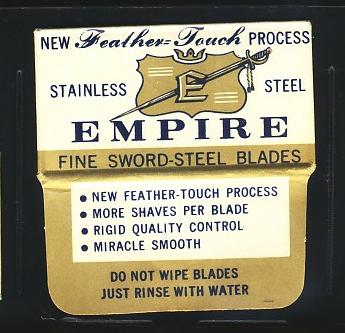 NEW Feather=Touch PROCESS
STAINLESS STEEL
E
EMPIRE
FINE SWORD-STEEL BLADES
• NEW FEATHER-TOUCH PROCESS
• MORE SHAVES PER BLADE
• RIGID QUALITY CONTROL
• MIRACLE SMOOTH
DO NOT WIPE BLADES
JUST RINSE WITH WATER